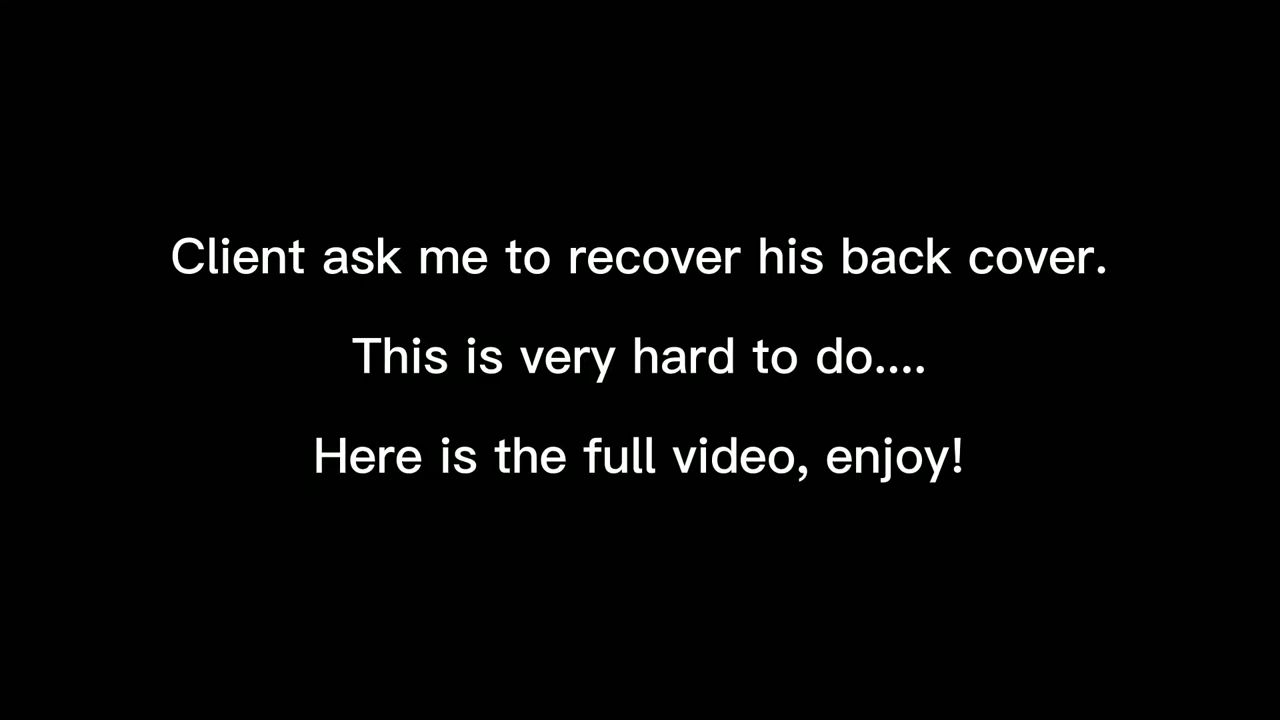 Client ask me to recover his back cover.
This is very hard to do....
Here is the full video, enjoy!